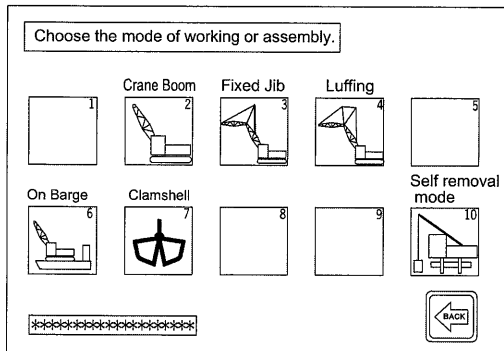 Choose the mode of working or assembly.
Crane Boom Fixed Jib Luffing
1 2 3 4 5
On Barge Clamshell Self removal mode
6 7 8 9 10
BACK
*******************